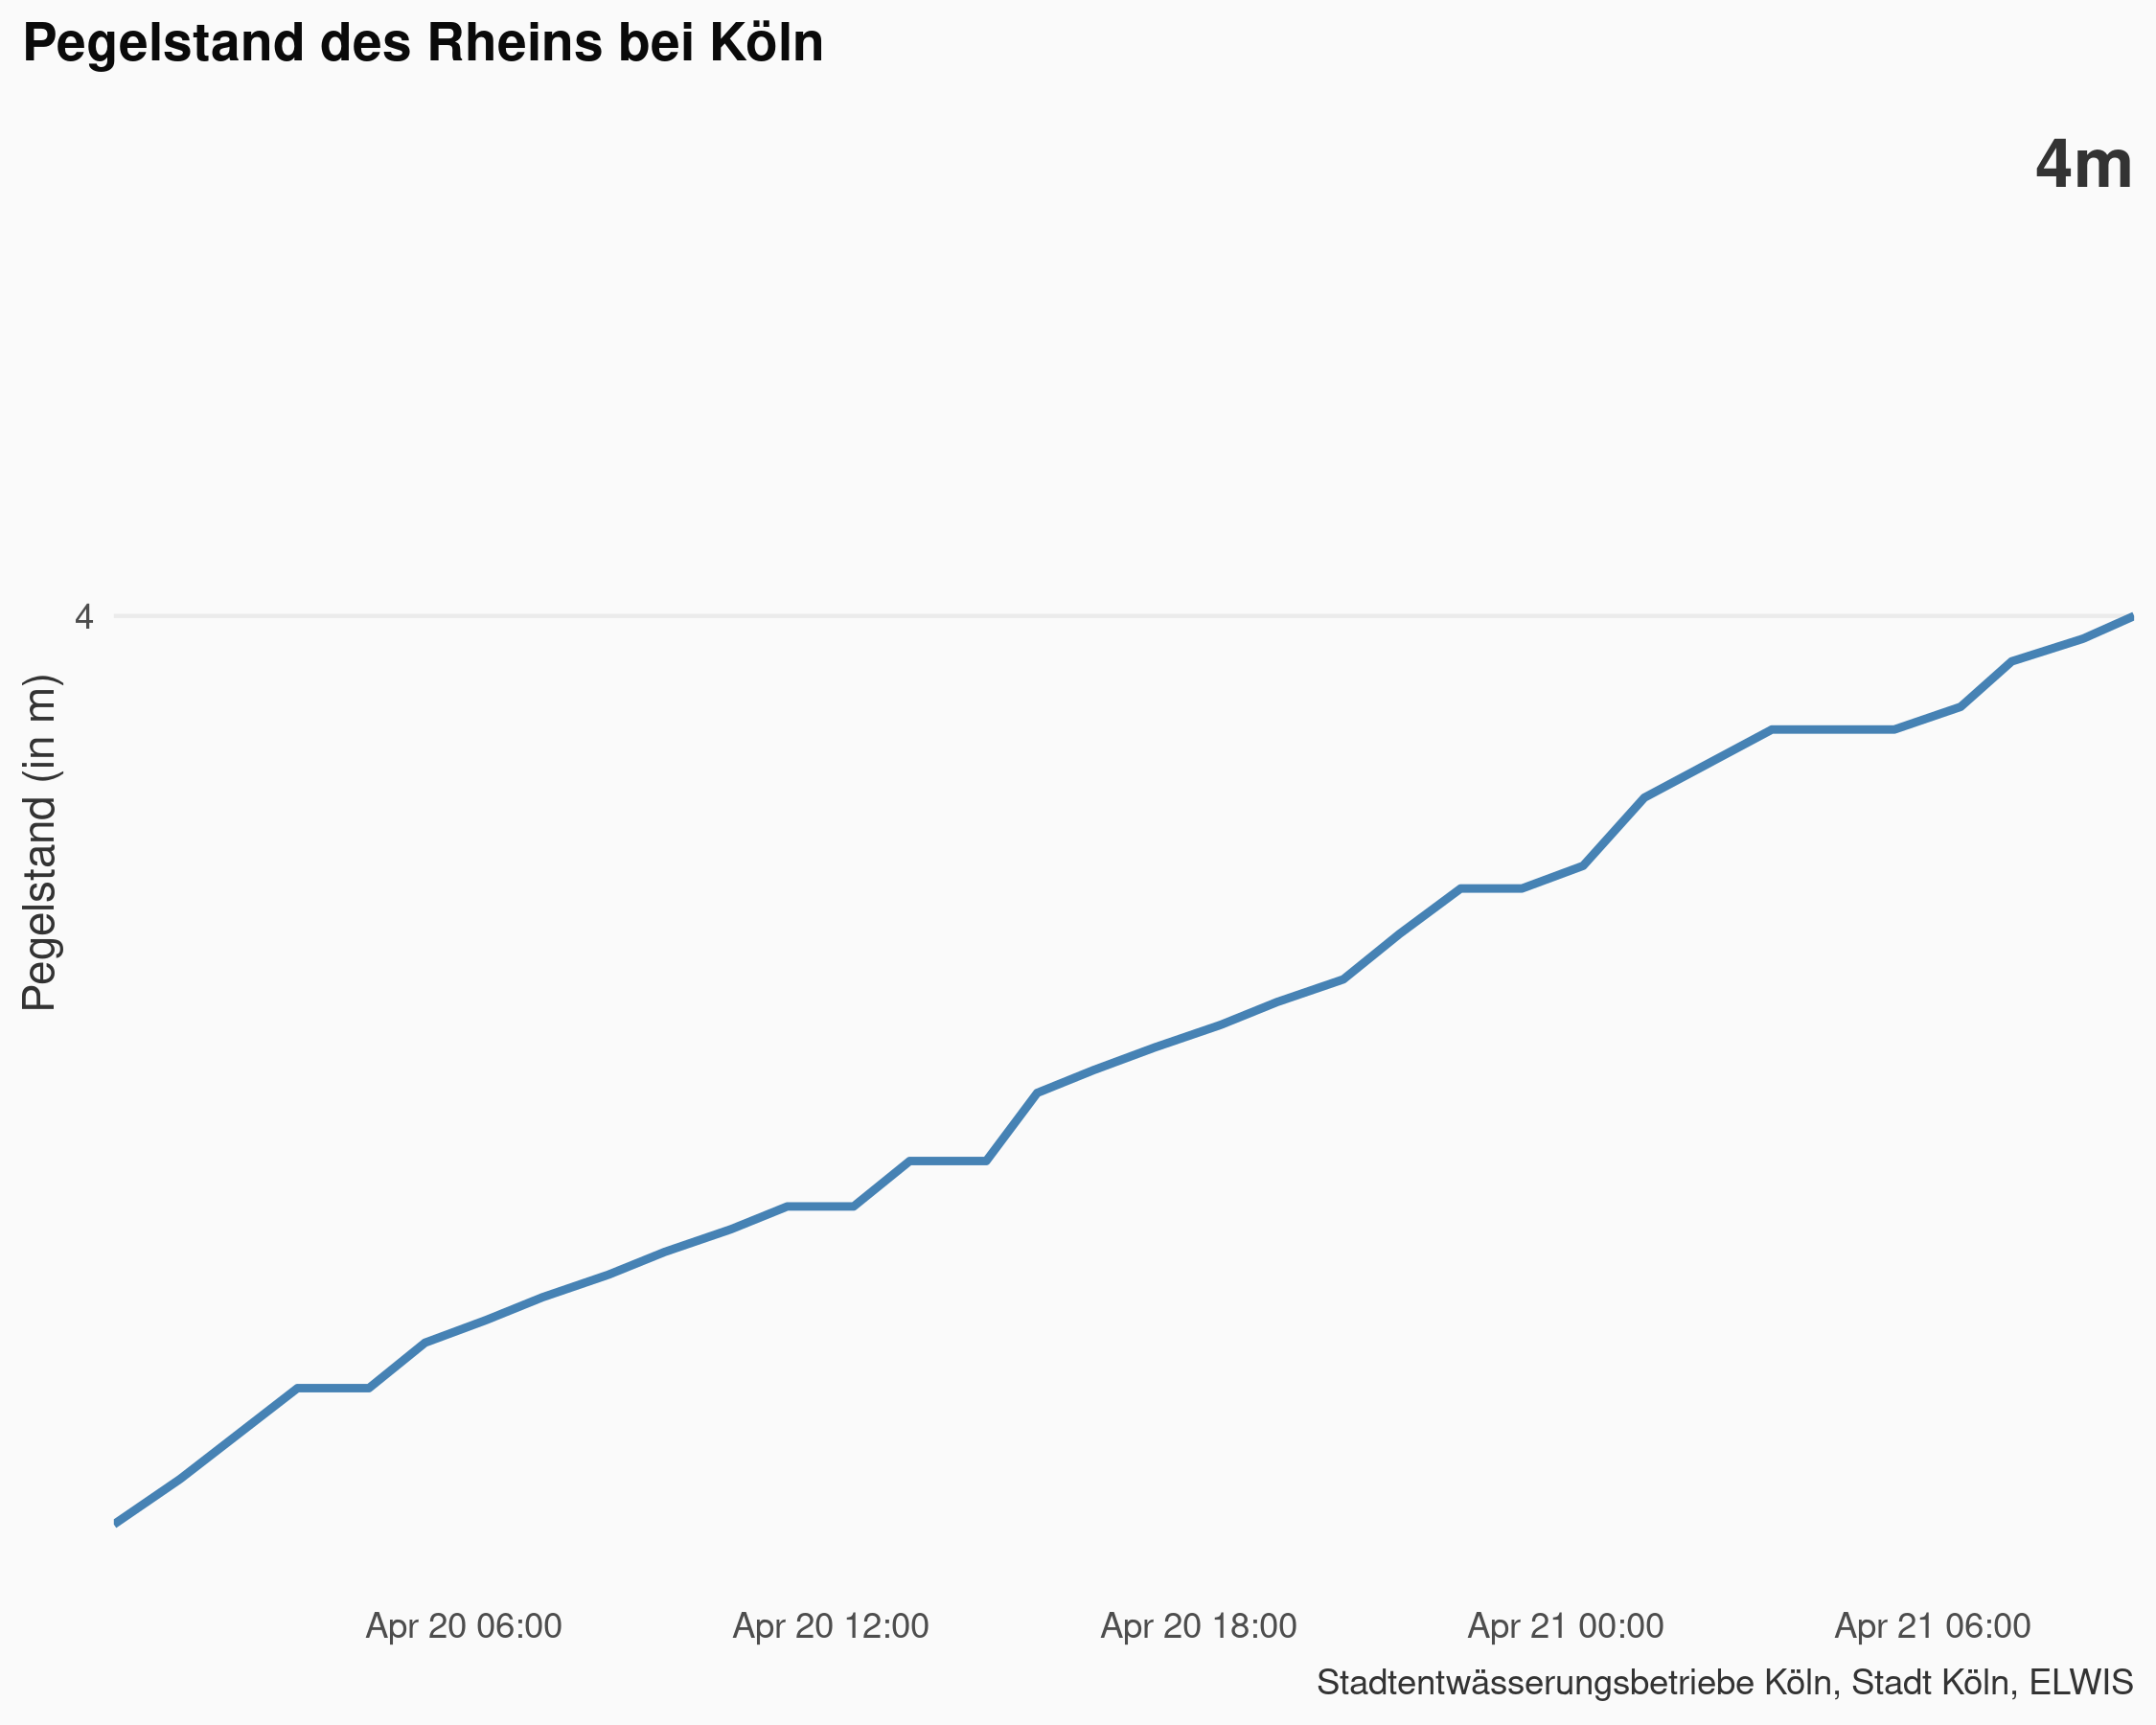 Pegelstand des Rheins bei Köln
4m
4
Pegelstand (in m)
Apr 20 06:00 Apr 20 12:00 Apr 20 18:00 Apr 21 00:00 Apr 21 06:00
Stadtentwässerungsbetriebe Köln, Stadt Köln, ELWIS